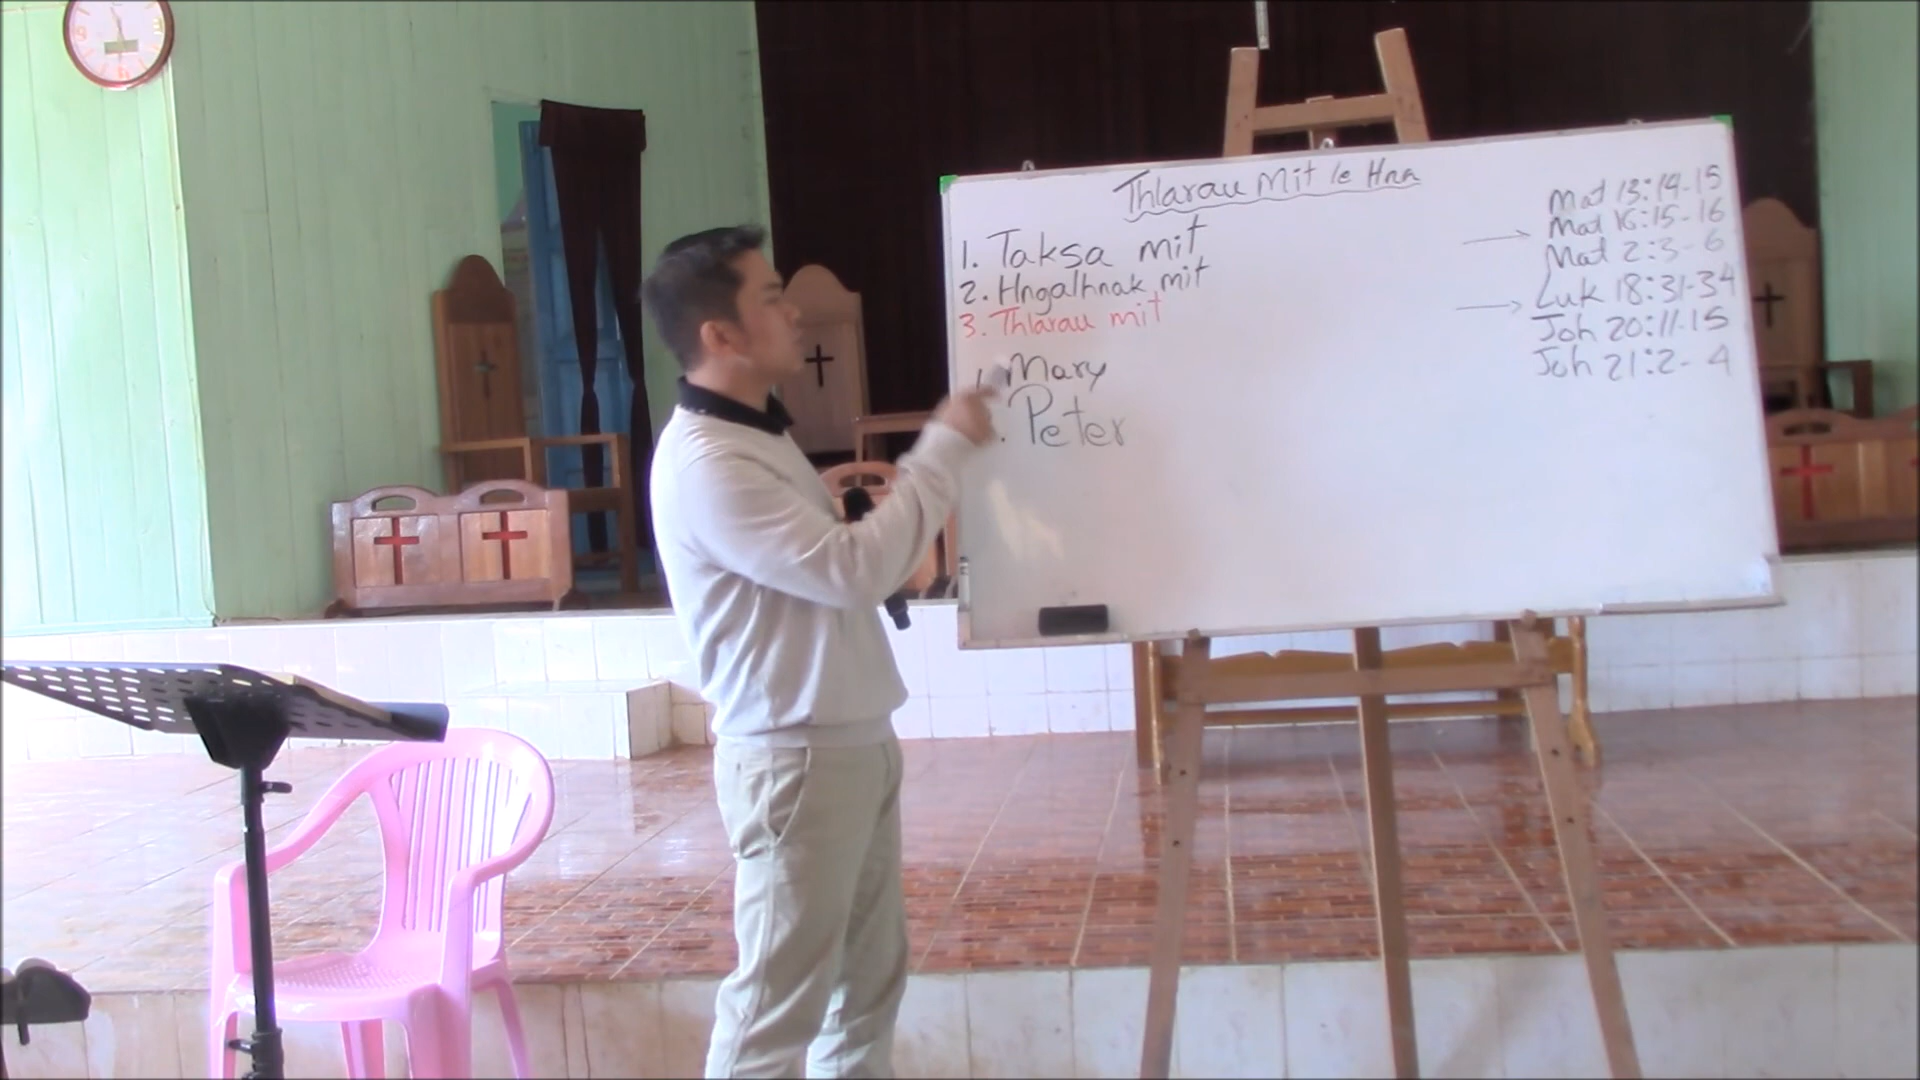 Thlarau Mit le Hna
1. Taksa mit
2. Hngalhnak mit
3. Thlarau mit
1. Mary
. Peter
Mat 13:14-15
Mat 16:15-16
Mat 2:3-6
Luk 18:31-34
Joh 20:11-15
Joh 21:2-4